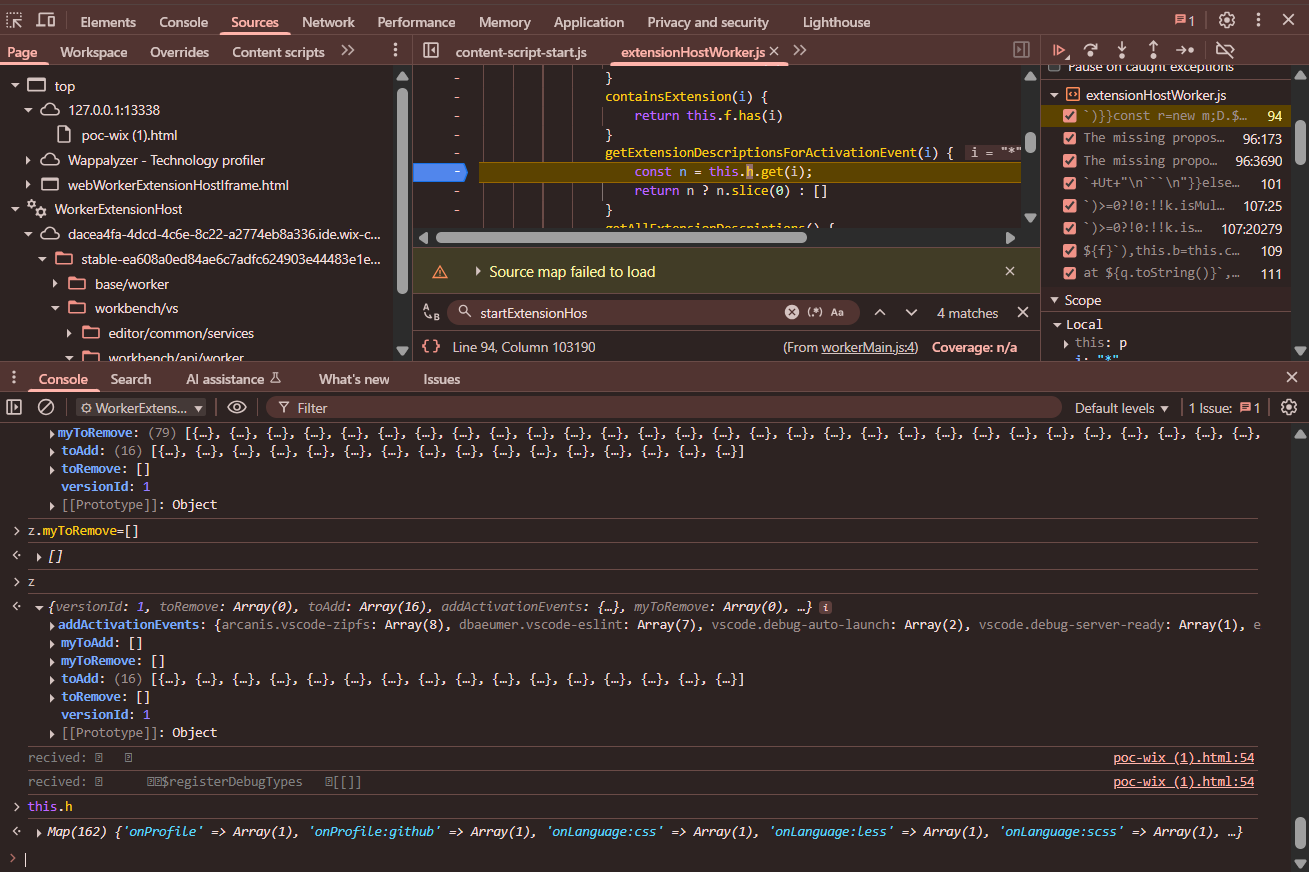 Elements Console Sources Network Performance Memory Application Privacy and security Lighthouse 1
Page Workspace Overrides Content scripts
content-script-start.js extensionHostWorker.js
top
127.0.0.1:13338
poc-wix (1).html
Wappalyzer - Technology profiler
webWorkerExtensionHostIframe.html
WorkerExtensionHost
dacea4fa-4dcd-4c6e-8c22-a2774eb8a336.ide.wix-c...
stable-ea608a0ed84ae6c7adfc624903e44483e1e...
base/worker
workbench/vs
editor/common/services
workbench/api/worker
}
containsExtension(i) {
return this.f.has(i)
}
getExtensionDescriptionsForActivationEvent(i) { i = "*"
const n = this.h.get(i);
return n ? n.slice(0) : []
}
getAllExtensionDescriptions() {
Source map failed to load
startExtensionHos (.*) Aa 4 matches
{} Line 94, Column 103190 (From workerMain.js:4) Coverage: n/a
Pause on caught exceptions
extensionHostWorker.js
`)}}const r=new m;D.$... 94
The missing propos... 96:173
The missing propo... 96:3690
`+Ut+"\n```\n"}}else... 101
`)>=0?!0:!!k.isMul... 107:25
`)>=0?!0:!!k.is... 107:20279
${f}`),this.b=this.c... 109
at ${q.toString()}`,... 111
Scope
Local
this: p
i: "*"
Console Search AI assistance What's new Issues
WorkerExtens... Filter Default levels 1 Issue: 1
myToRemove: (79) [{…}, {…}, {…}, {…}, {…}, {…}, {…}, {…}, {…}, {…}, {…}, {…}, {…}, {…}, {…}, {…}, {…}, {…}, {…}, {…}, {…}, {…}, {…}, {…}, {…}, {…}, {…}, {…}, {…},
toAdd: (16) [{…}, {…}, {…}, {…}, {…}, {…}, {…}, {…}, {…}, {…}, {…}, {…}, {…}, {…}, {…}, {…}]
toRemove: []
versionId: 1
[[Prototype]]: Object
z.myToRemove=[]
[]
z
{versionId: 1, toRemove: Array(0), toAdd: Array(16), addActivationEvents: {…}, myToRemove: Array(0), …}
addActivationEvents: {arcanis.vscode-zipfs: Array(8), dbaeumer.vscode-eslint: Array(7), vscode.debug-auto-launch: Array(2), vscode.debug-server-ready: Array(1), e
myToAdd: []
myToRemove: []
toAdd: (16) [{…}, {…}, {…}, {…}, {…}, {…}, {…}, {…}, {…}, {…}, {…}, {…}, {…}, {…}, {…}, {…}]
toRemove: []
versionId: 1
[[Prototype]]: Object
recived: poc-wix (1).html:54
recived: $registerDebugTypes [[]] poc-wix (1).html:54
this.h
Map(162) {'onProfile' => Array(1), 'onProfile:github' => Array(1), 'onLanguage:css' => Array(1), 'onLanguage:less' => Array(1), 'onLanguage:scss' => Array(1), …}